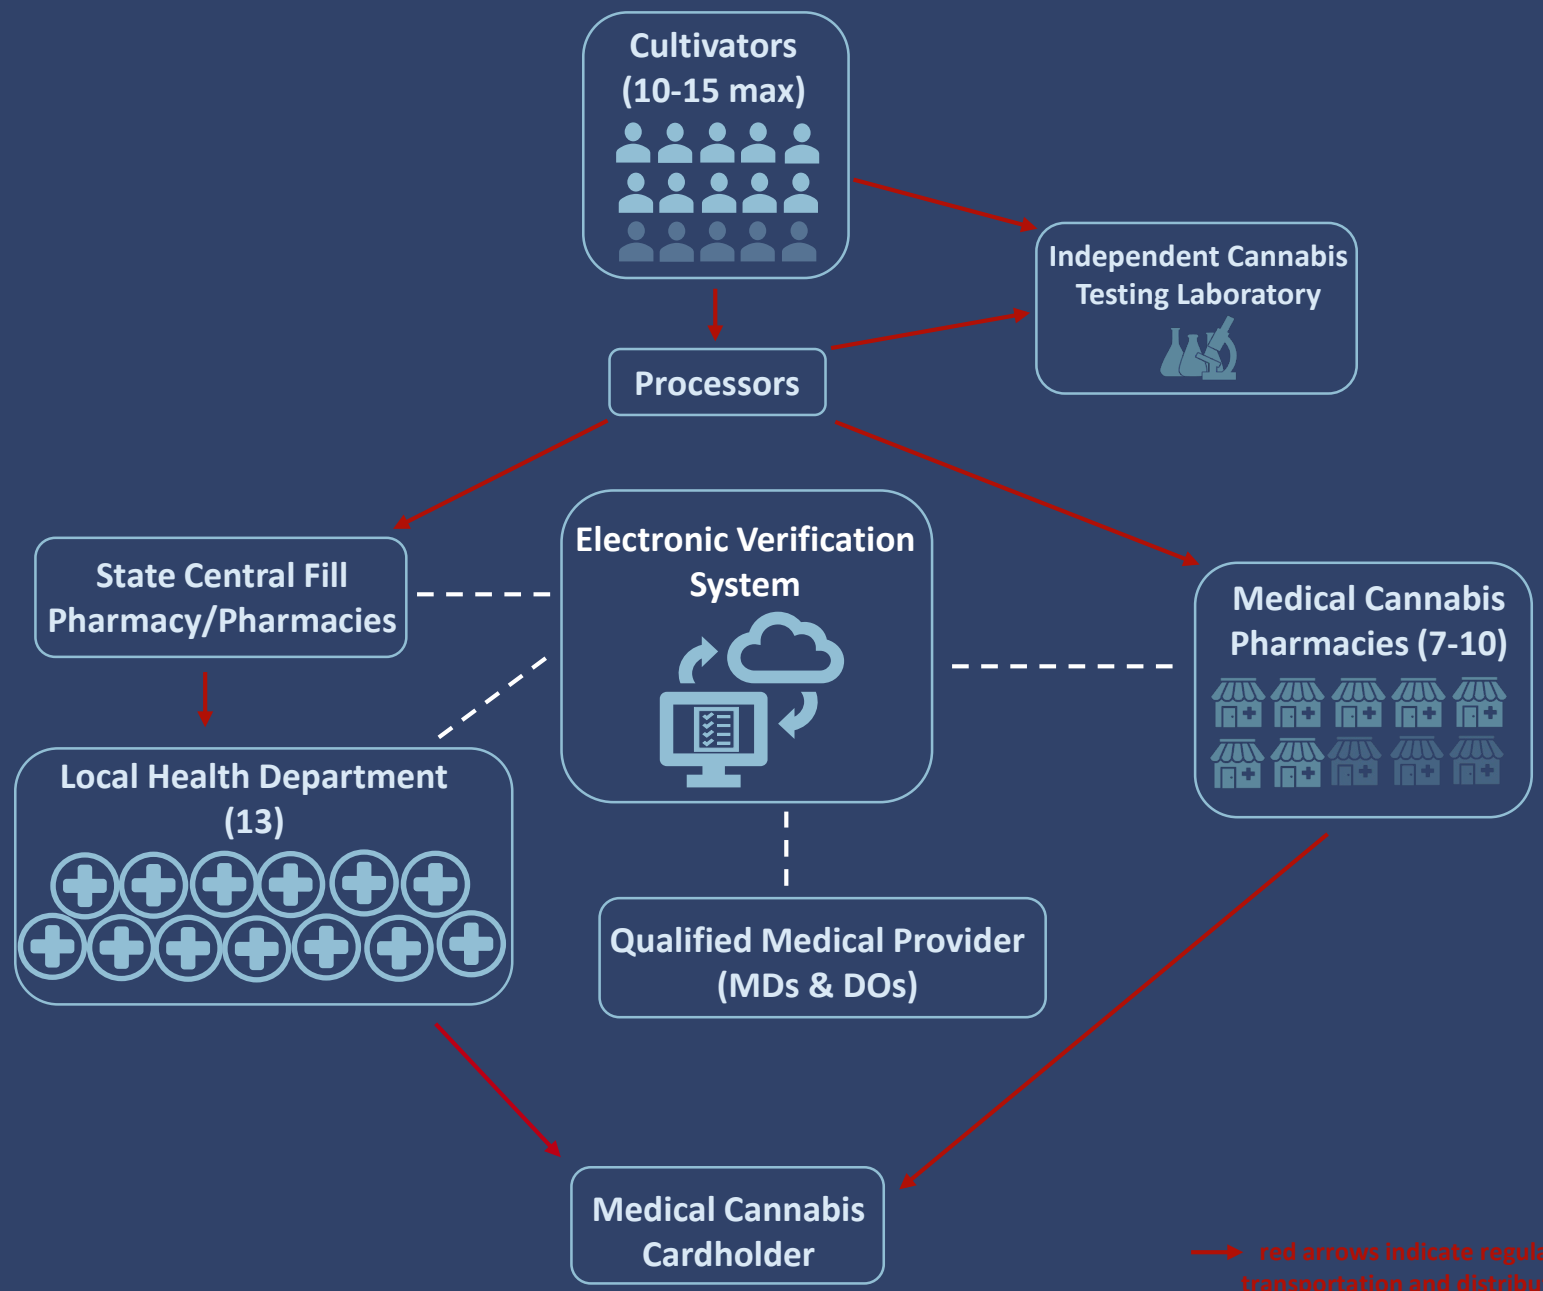 Cultivators
(10-15 max)
Independent Cannabis
Testing Laboratory
Processors
Electronic Verification
System
State Central Fill
Pharmacy/Pharmacies
Medical Cannabis
Pharmacies (7-10)
Local Health Department
(13)
Qualified Medical Provider
(MDs & DOs)
Medical Cannabis
Cardholder
red arrows indicate
transportation and